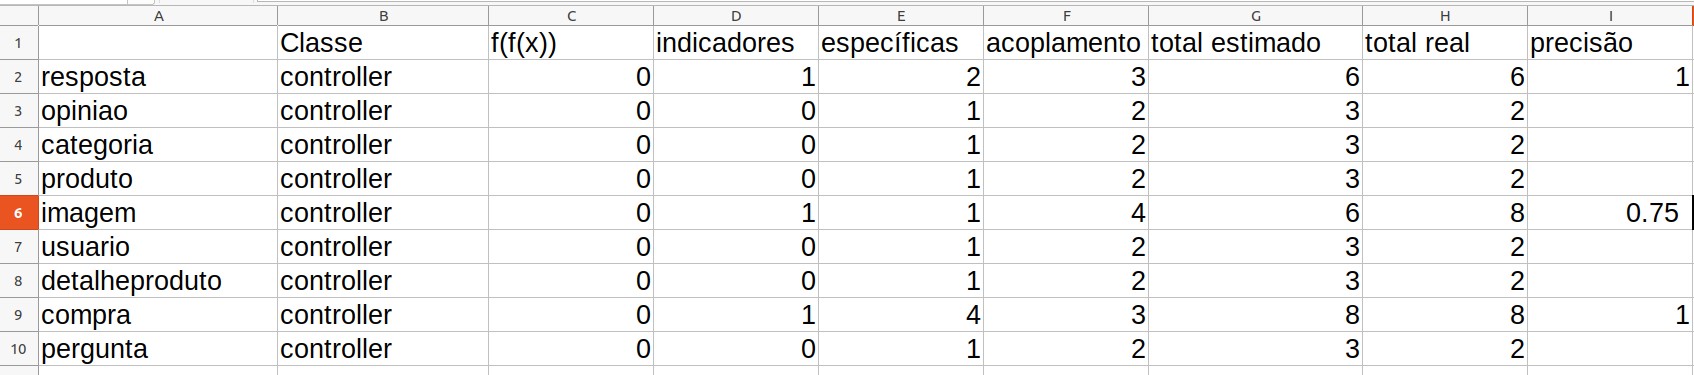 A B C D E F G H I
1 Classe f(f(x)) indicadores específicas acoplamento total estimado total real precisão
2 resposta controller 0 1 2 3 6 6 1
3 opiniao controller 0 0 1 2 3 2
4 categoria controller 0 0 1 2 3 2
5 produto controller 0 0 1 2 3 2
6 imagem controller 0 1 1 4 6 8 0.75
7 usuario controller 0 0 1 2 3 2
8 detalheproduto controller 0 0 1 2 3 2
9 compra controller 0 1 4 3 8 8 1
10 pergunta controller 0 0 1 2 3 2